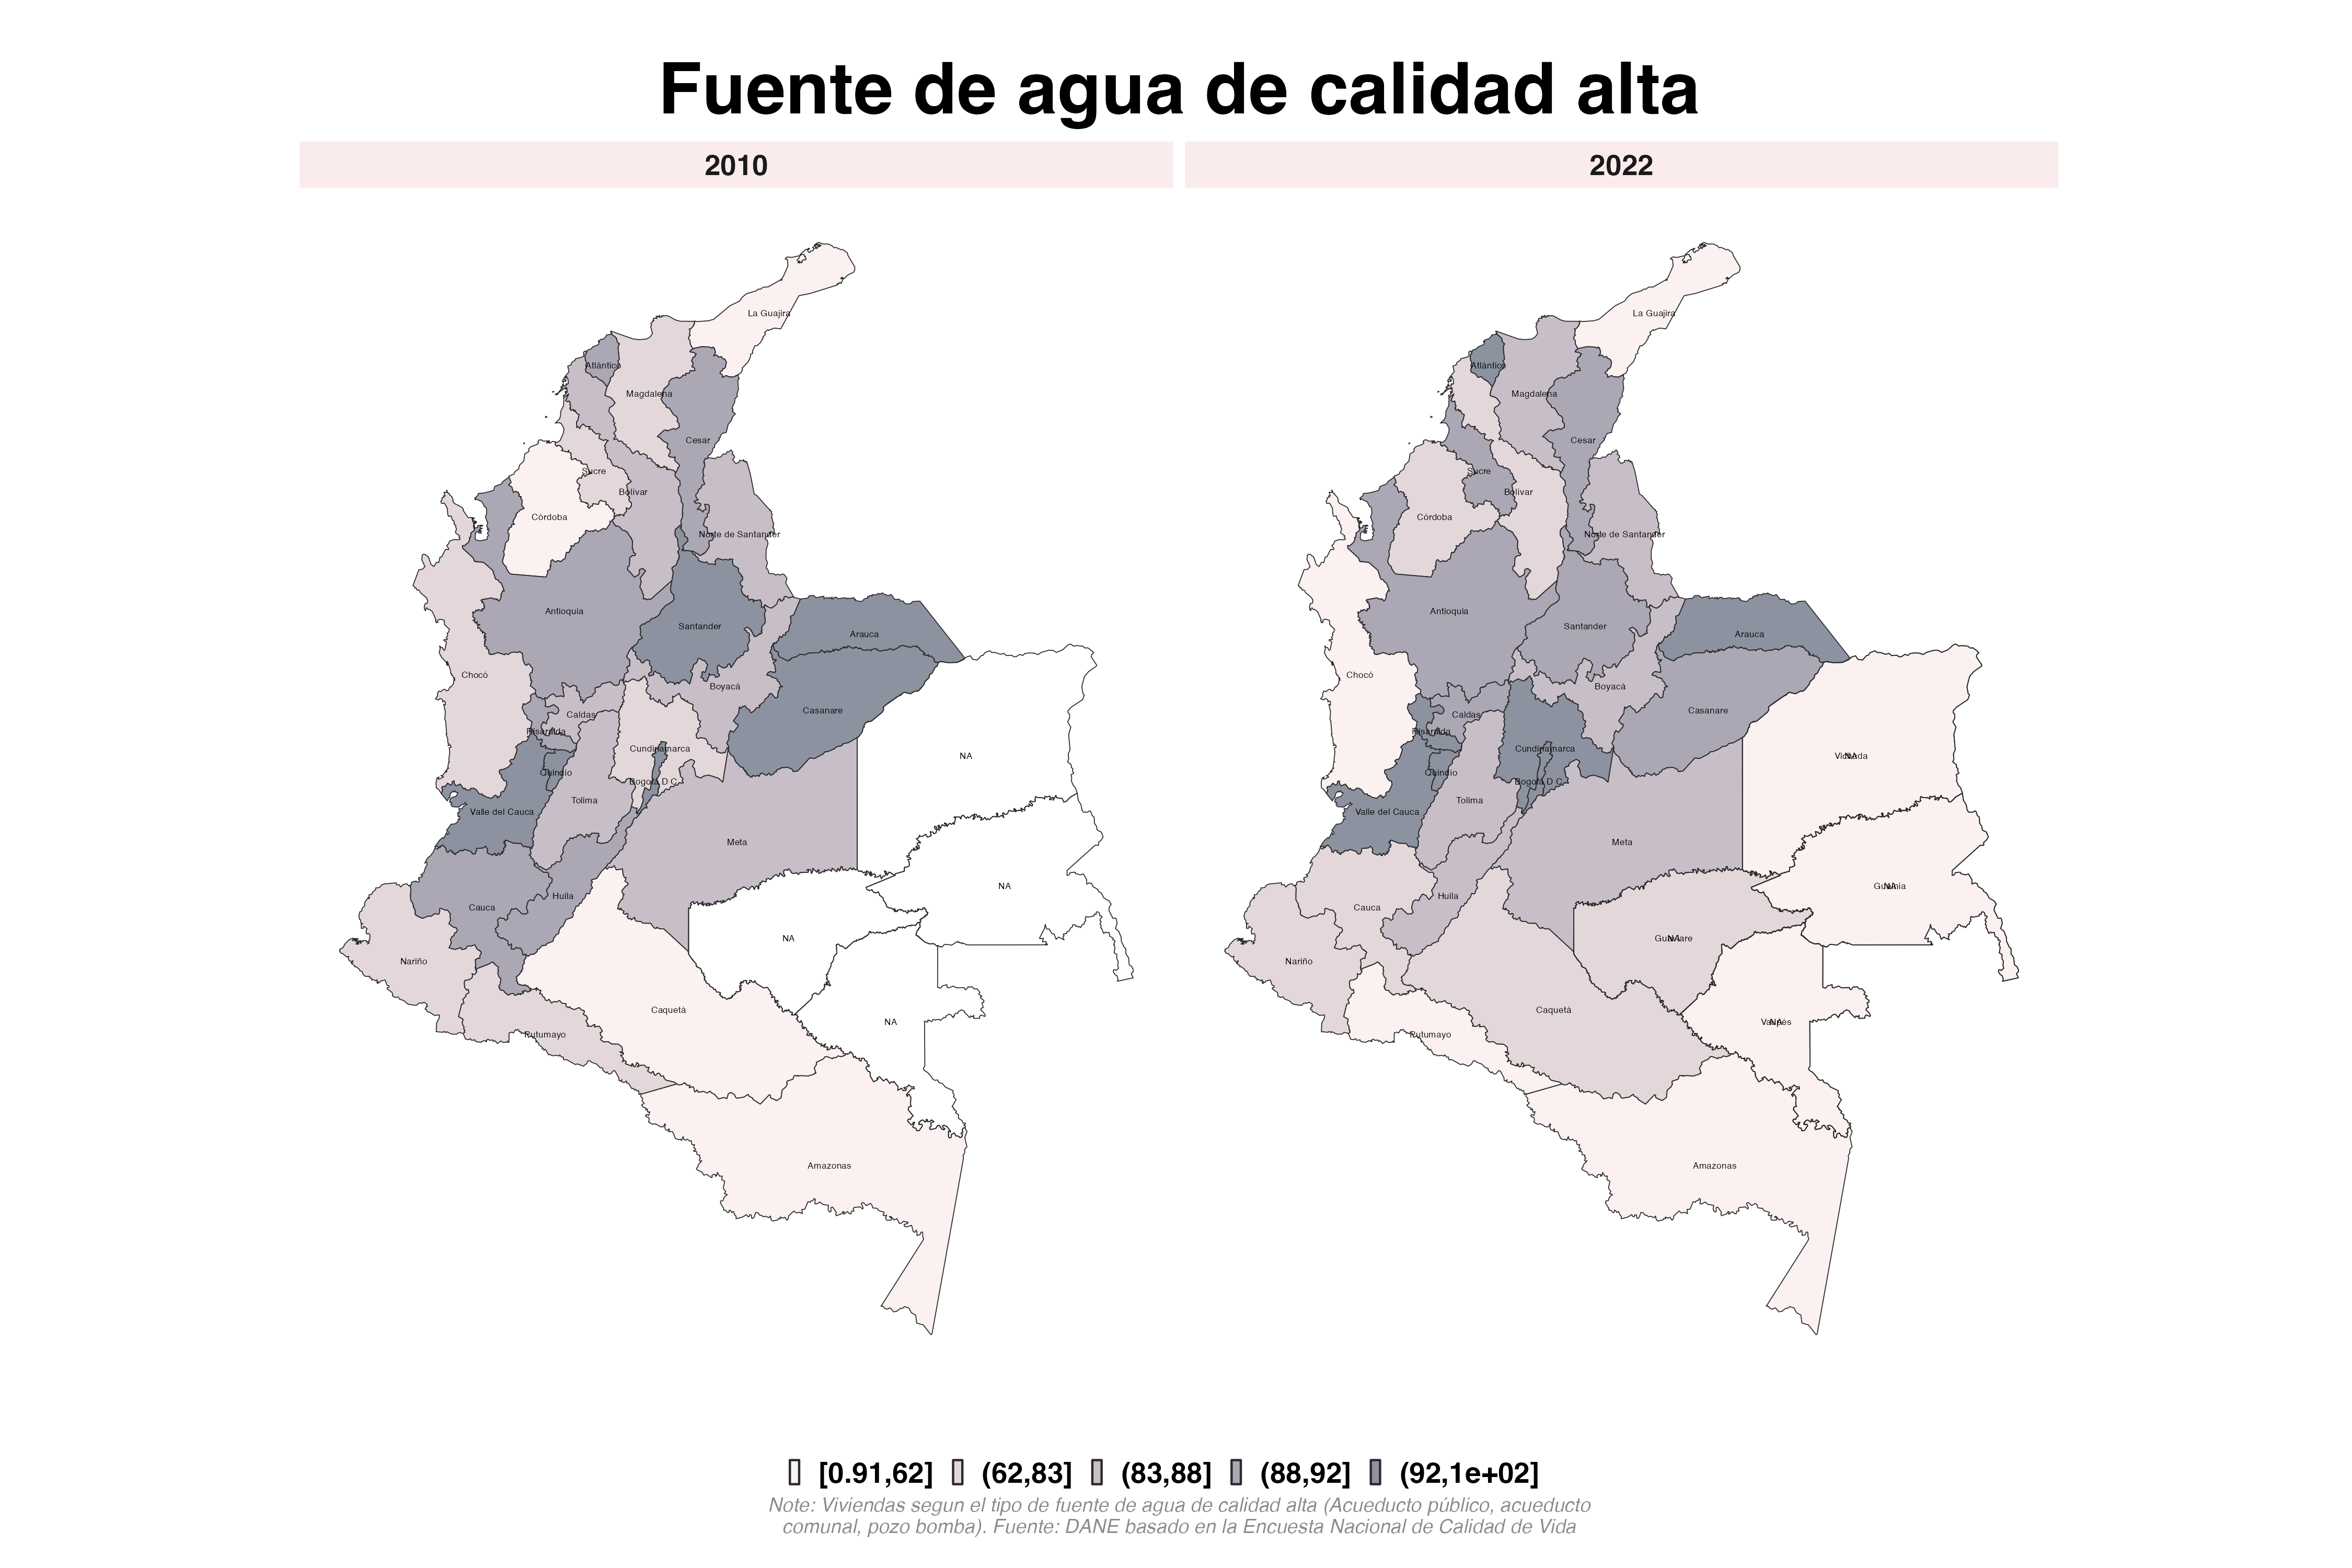 Fuente de agua de calidad alta
2010
2022
La Guajira
Atlántico
Magdalena
Cesar
Sucre
Bolívar
Córdoba
Norte de Santander
Antioquia
Santander
Arauca
Chocó
Boyacá
Casanare
Caldas
Risaralda
Cundinamarca
NA
Quindío
Bogotá D.C.
Tolima
Valle del Cauca
Meta
NA
Huila
Cauca
NA
Nariño
Caquetá
NA
Putumayo
Amazonas
La Guajira
Atlántico
Magdalena
Cesar
Sucre
Bolívar
Córdoba
Norte de Santander
Antioquia
Santander
Arauca
Chocó
Boyacá
Casanare
Caldas
Risaralda
Cundinamarca
NA
Quindío
Bogotá D.C.
Tolima
Valle del Cauca
Meta
NA
Huila
Cauca
NA
Nariño
Caquetá
NA
Putumayo
Amazonas
[0.91,62] (62,83] (83,88] (88,92] (92,1e+02]
Note: Viviendas segun el tipo de fuente de agua de calidad alta (Acueducto público, acueducto
comunal, pozo bomba). Fuente: DANE basado en la Encuesta Nacional de Calidad de Vida